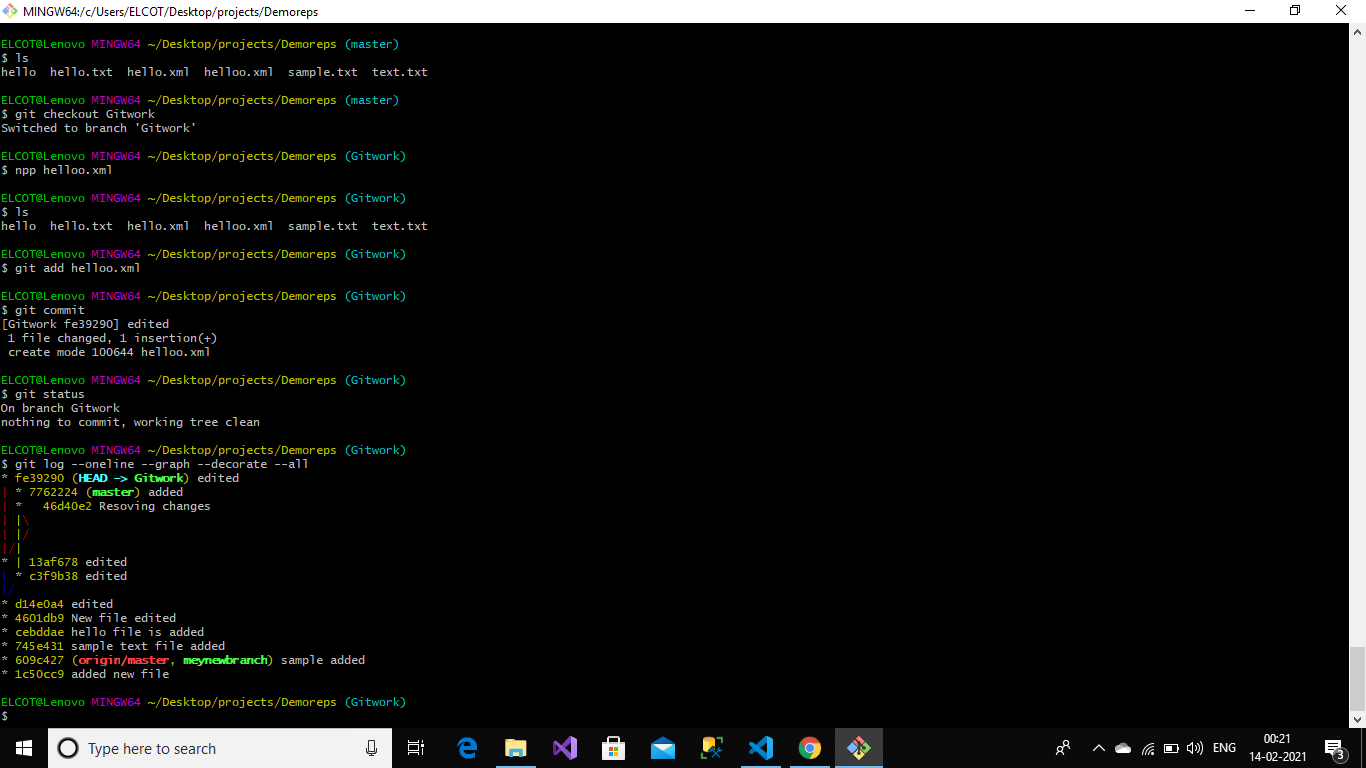 MINGW64:/c/Users/ELCOT/Desktop/projects/Demoreps
ELCOT@Lenovo MINGW64 ~/Desktop/projects/Demoreps (master)
$ ls
hello  hello.txt  hello.xml  helloo.xml  sample.txt  text.txt
ELCOT@Lenovo MINGW64 ~/Desktop/projects/Demoreps (master)
$ git checkout Gitwork
Switched to branch 'Gitwork'
ELCOT@Lenovo MINGW64 ~/Desktop/projects/Demoreps (Gitwork)
$ npp helloo.xml
ELCOT@Lenovo MINGW64 ~/Desktop/projects/Demoreps (Gitwork)
$ ls
hello  hello.txt  hello.xml  helloo.xml  sample.txt  text.txt
ELCOT@Lenovo MINGW64 ~/Desktop/projects/Demoreps (Gitwork)
$ git add helloo.xml
ELCOT@Lenovo MINGW64 ~/Desktop/projects/Demoreps (Gitwork)
$ git commit
[Gitwork fe39290] edited
 1 file changed, 1 insertion(+)
 create mode 100644 helloo.xml
ELCOT@Lenovo MINGW64 ~/Desktop/projects/Demoreps (Gitwork)
$ git status
On branch Gitwork
nothing to commit, working tree clean
ELCOT@Lenovo MINGW64 ~/Desktop/projects/Demoreps (Gitwork)
$ git log --oneline --graph --decorate --all
* fe39290 (HEAD -> Gitwork) edited
| * 7762224 (master) added
| *   46d40e2 Resoving changes
| |\
| |/
|/|
* | 13af678 edited
| * c3f9b38 edited
|/
* d14e0a4 edited
* 4601db9 New file edited
* cebddae hello file is added
* 745e431 sample text file added
* 609c427 (origin/master, meynewbranch) sample added
* 1c50cc9 added new file
ELCOT@Lenovo MINGW64 ~/Desktop/projects/Demoreps (Gitwork)
$
Type here to search
ENG
00:21
14-02-2021
3